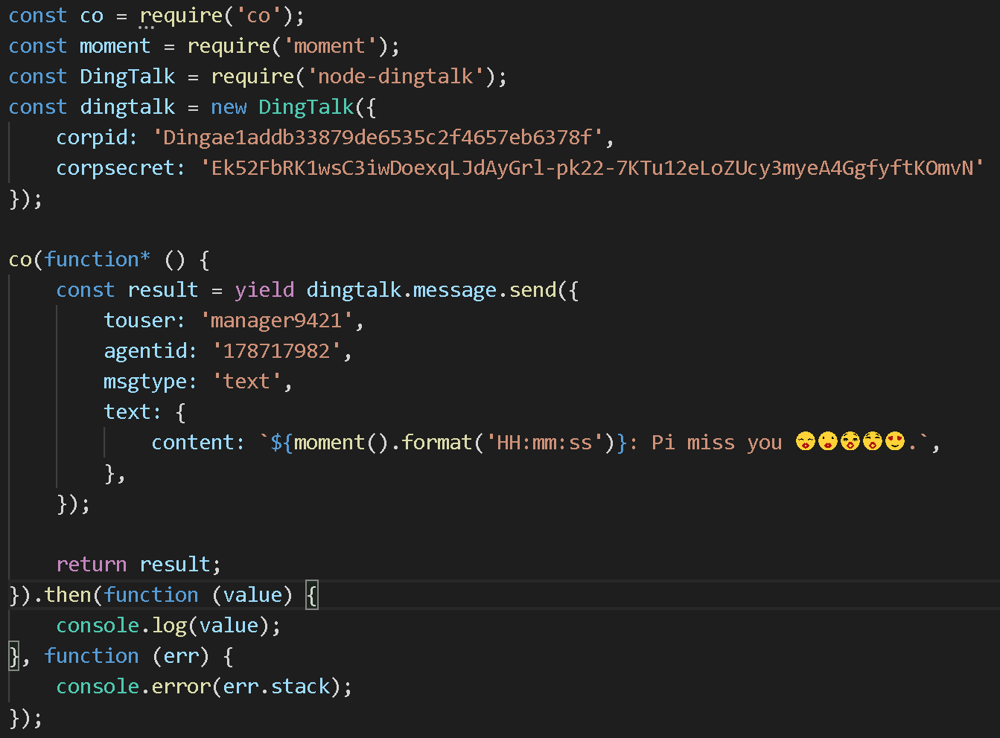 const co = require('co');
const moment = require('moment');
const DingTalk = require('node-dingtalk');
const dingtalk = new DingTalk({
    corpid: 'Dingae1addb33879de6535c2f4657eb6378f',
    corpsecret: 'Ek52FbRK1wsC3iwDoexqLJdAyGrl-pk22-7KTu12eLoZUcy3myeA4GgfyftKOmvN'
});

co(function* () {
    const result = yield dingtalk.message.send({
        touser: 'manager9421',
        agentid: '178717982',
        msgtype: 'text',
        text: {
            content: `${moment().format('HH:mm:ss')}: Pi miss you 😙😗😚😚😍.`,
        },
    });

    return result;
}).then(function (value) {
    console.log(value);
}, function (err) {
    console.error(err.stack);
});